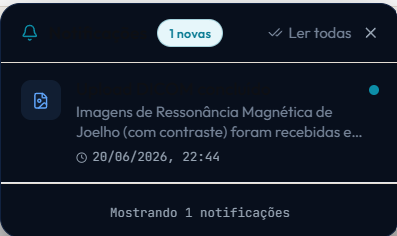 1 novas
Ler todas
Imagens de Ressonância Magnética de
Joelho (com contraste) foram recebidas e...
20/06/2026, 22:44
Mostrando 1 notificações